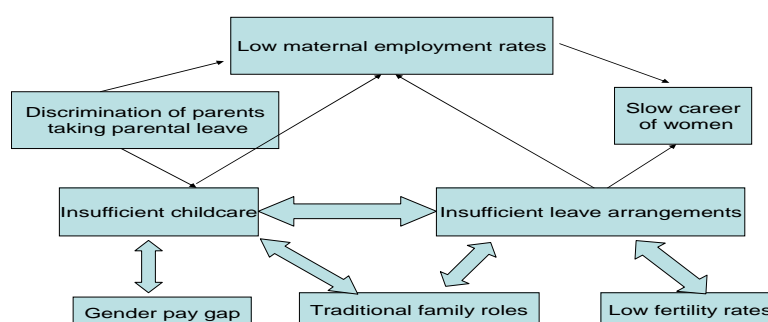 Low maternal employment rates
Discrimination of parents
taking parental leave
Slow career
of women
Insufficient childcare
Insufficient leave arrangements
Gender pay gap
Traditional family roles
Low fertility rates